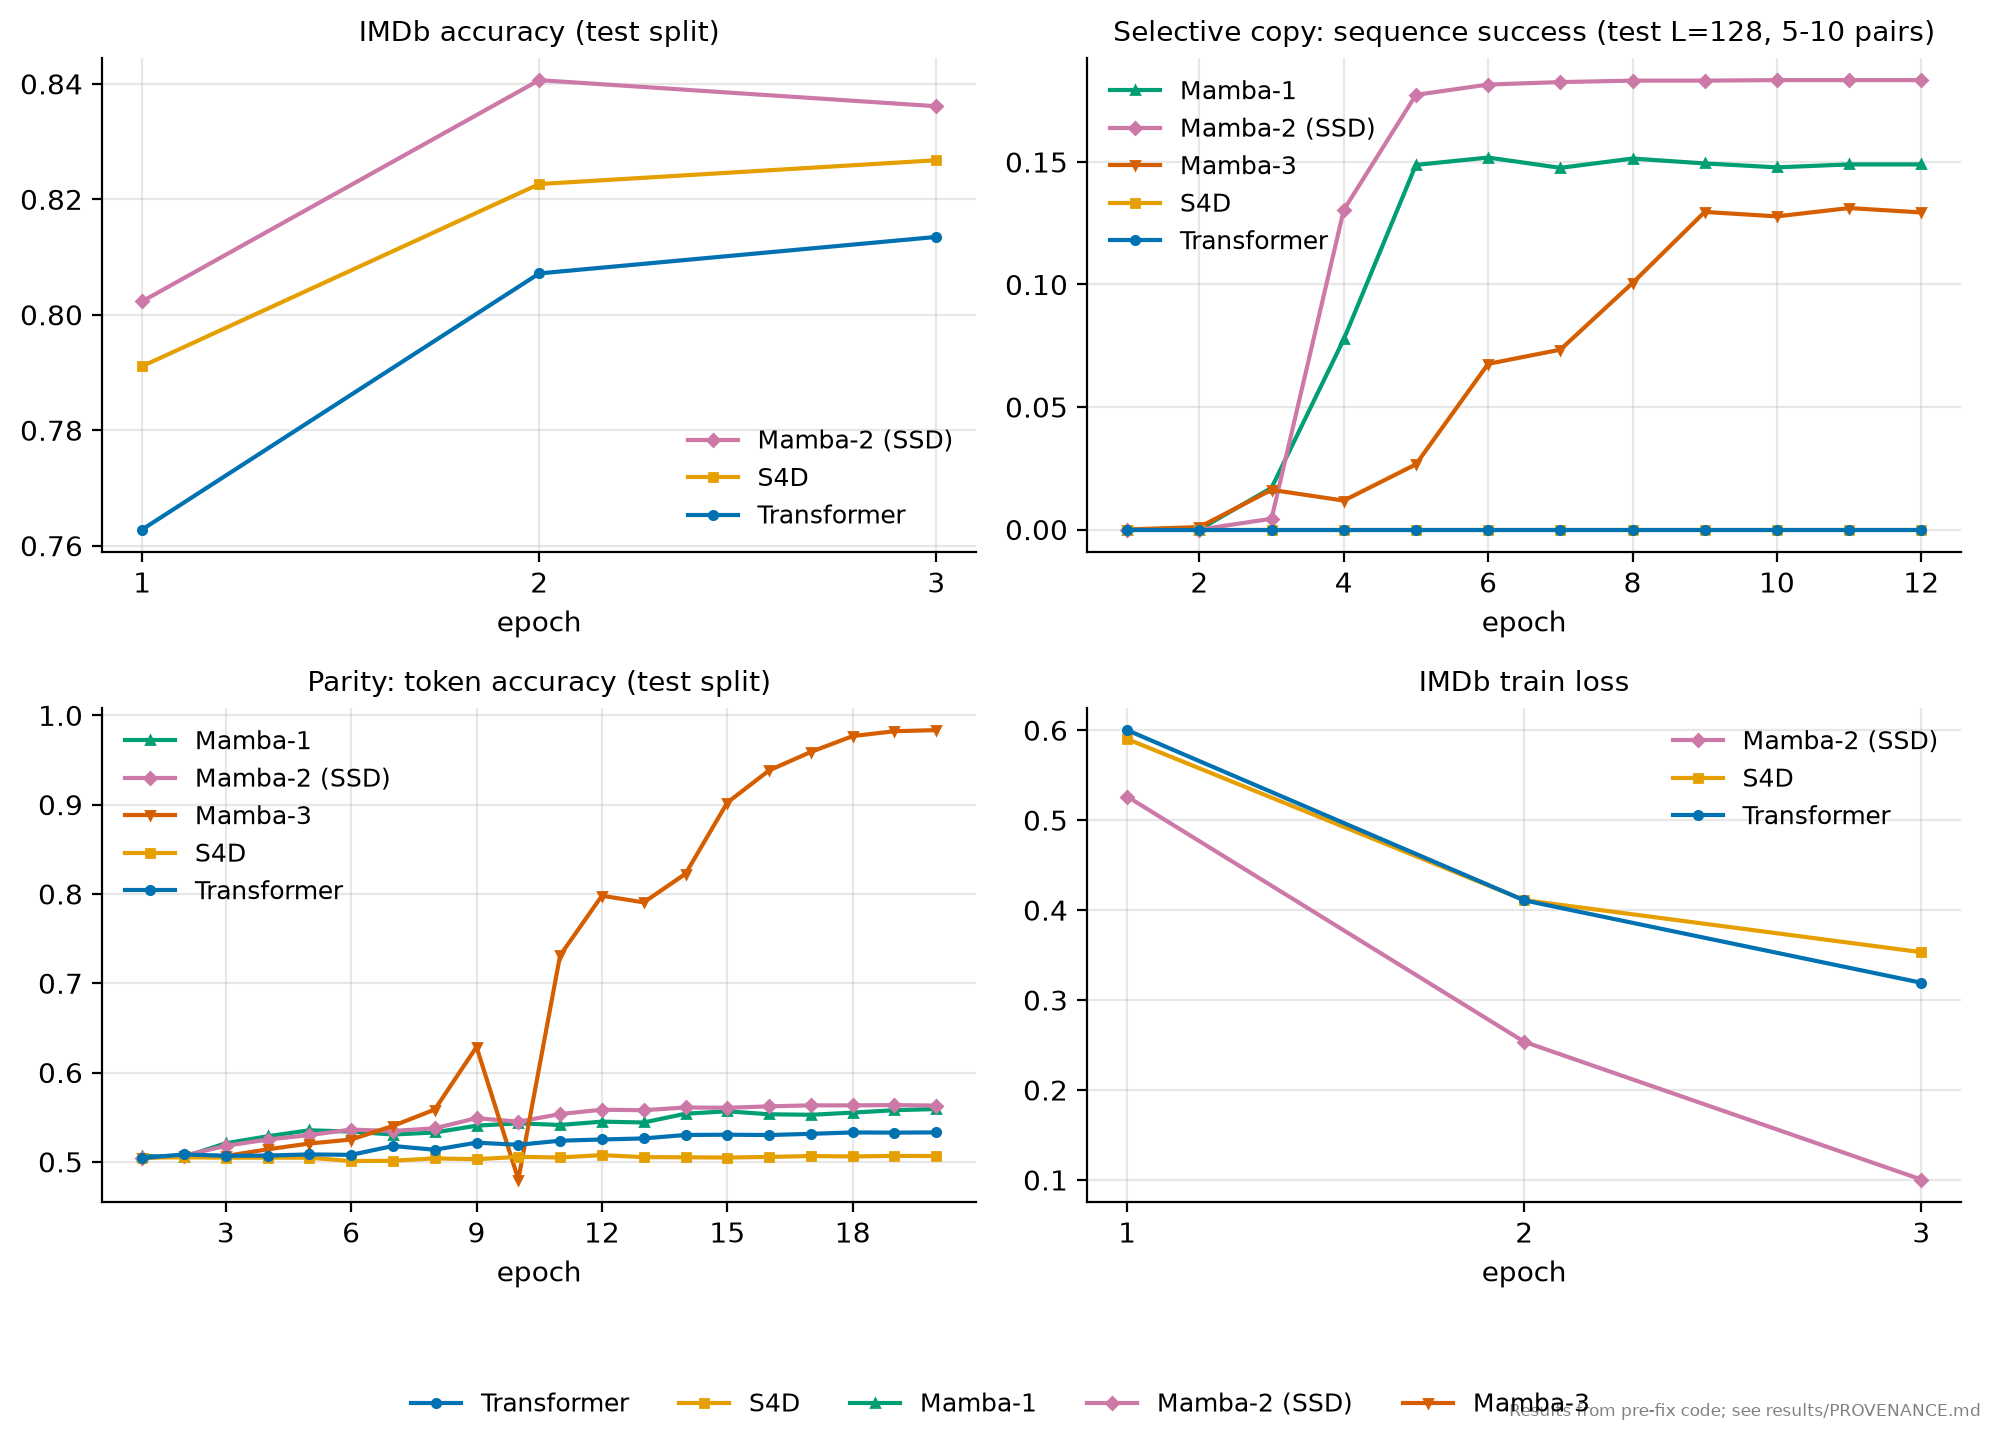 IMDb accuracy (test split)
0.84
0.82
0.80
0.78
0.76
1
2
3
epoch
Mamba-2 (SSD)
S4D
Transformer
Selective copy: sequence success (test L=128, 5-10 pairs)
0.15
0.10
0.05
0.00
2
4
6
8
10
12
epoch
Mamba-1
Mamba-2 (SSD)
Mamba-3
S4D
Transformer
Parity: token accuracy (test split)
1.0
0.9
0.8
0.7
0.6
0.5
3
6
9
12
15
18
epoch
Mamba-1
Mamba-2 (SSD)
Mamba-3
S4D
Transformer
IMDb train loss
0.6
0.5
0.4
0.3
0.2
0.1
1
2
3
epoch
Mamba-2 (SSD)
S4D
Transformer
Transformer S4D Mamba-1 Mamba-2 (SSD) Mamba-3
Results from pre-fix code; see results/PROVENANCE.md